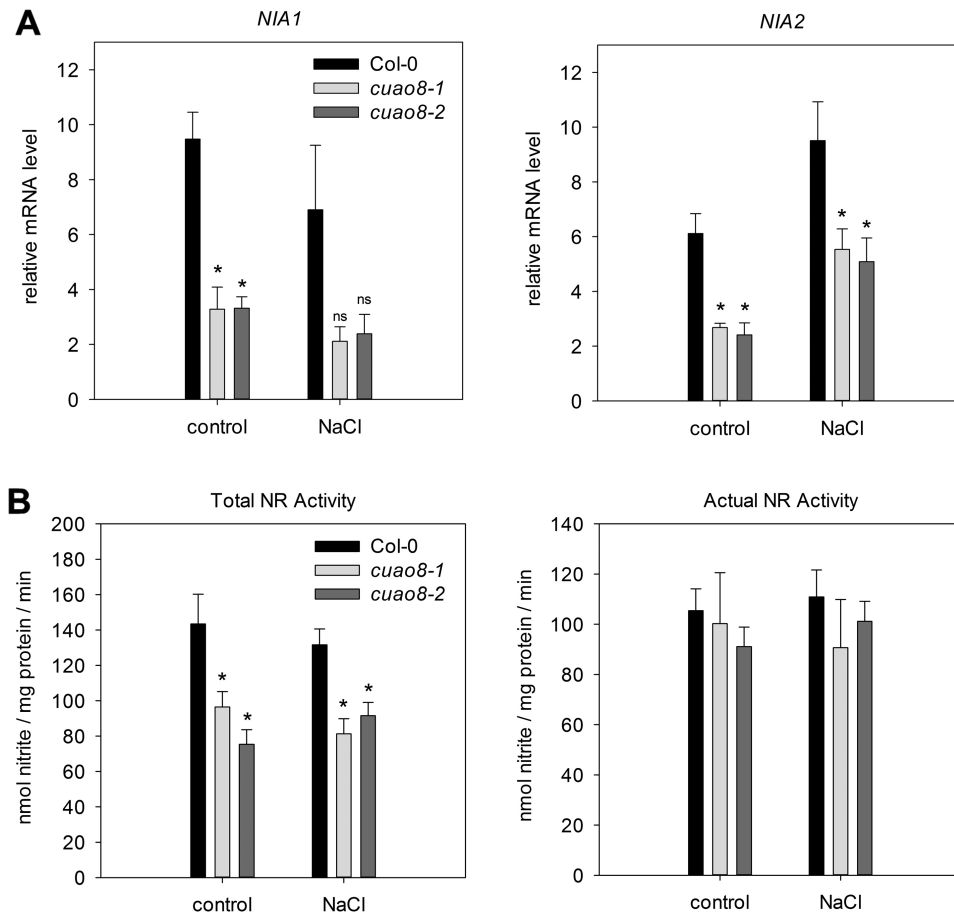 A
NIA1
NIA2
relative mRNA level
12
10
8
6
4
2
0
Col-0
cuao8-1
cuao8-2
* *
ns ns
control NaCl
relative mRNA level
12
10
8
6
4
2
0
* *
* *
control NaCl
B
Total NR Activity
Actual NR Activity
nmol nitrite / mg protein / min
200
180
160
140
120
100
80
60
40
20
0
Col-0
cuao8-1
cuao8-2
* *
* *
control NaCl
nmol nitrite / mg protein / min
140
120
100
80
60
40
20
0
control NaCl